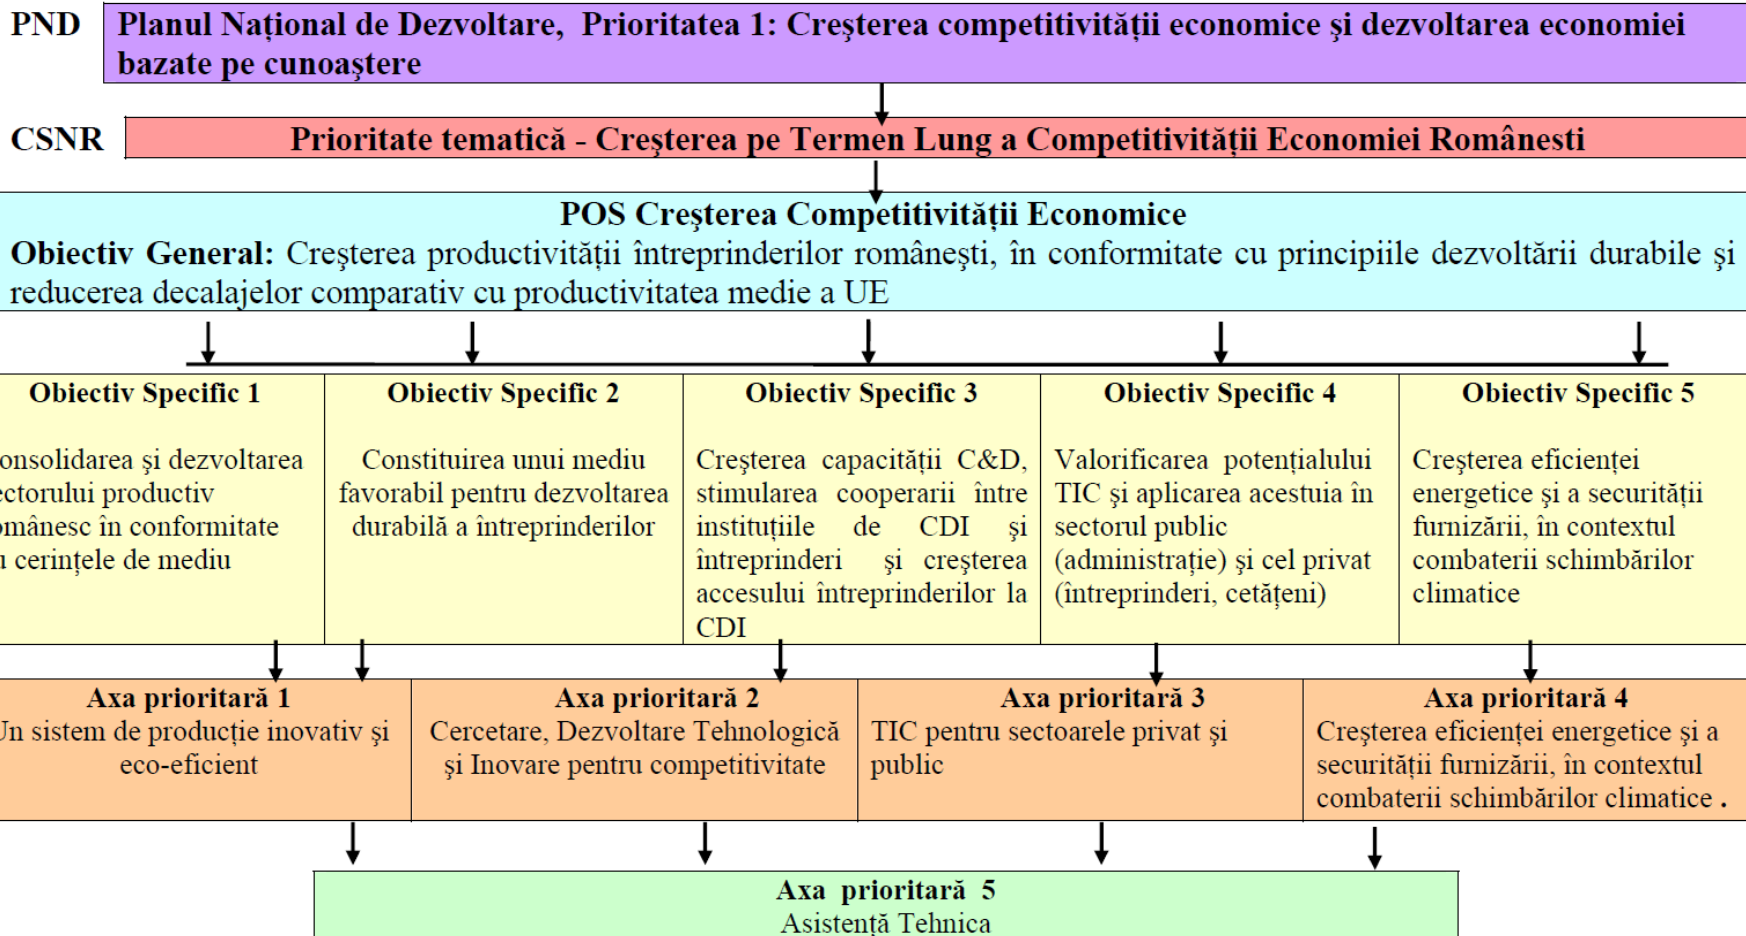 PND
Planul Naţional de Dezvoltare, Prioritatea 1: Creşterea competitivităţii economice şi dezvoltarea economiei
bazate pe cunoaştere
CSNR
Prioritate tematică - Creşterea pe Termen Lung a Competitivităţii Economiei Românesti
POS Creşterea Competitivităţii Economice
Obiectiv General: Creşterea productivităţii întreprinderilor româneşti, în conformitate cu principiile dezvoltării durabile şi
reducerea decalajelor comparativ cu productivitatea medie a UE
Obiectiv Specific 1
onsolidarea şi dezvoltarea
ectorului productiv
omânesc în conformitate
u cerinţele de mediu
Obiectiv Specific 2
Constituirea unui mediu
favorabil pentru dezvoltarea
durabilă a întreprinderilor
Obiectiv Specific 3
Creşterea capacităţii C&D,
stimularea cooperarii între
instituţiile de CDI şi
întreprinderi şi creşterea
accesului întreprinderilor la
CDI
Obiectiv Specific 4
Valorificarea potenţialului
TIC şi aplicarea acestuia în
sectorul public
(administraţie) şi cel privat
(întreprinderi, cetăţeni)
Obiectiv Specific 5
Creşterea eficienţei
energetice şi a securităţii
furnizării, în contextul
combaterii schimbărilor
climatice
Axa prioritară 1
Un sistem de producţie inovativ şi
eco-eficient
Axa prioritară 2
Cercetare, Dezvoltare Tehnologică
şi Inovare pentru competitivitate
Axa prioritară 3
TIC pentru sectoarele privat şi
public
Axa prioritară 4
Creşterea eficienţei energetice şi a
securităţii furnizării, în contextul
combaterii schimbărilor climatice .
Axa prioritară 5
Asistenţă Tehnica